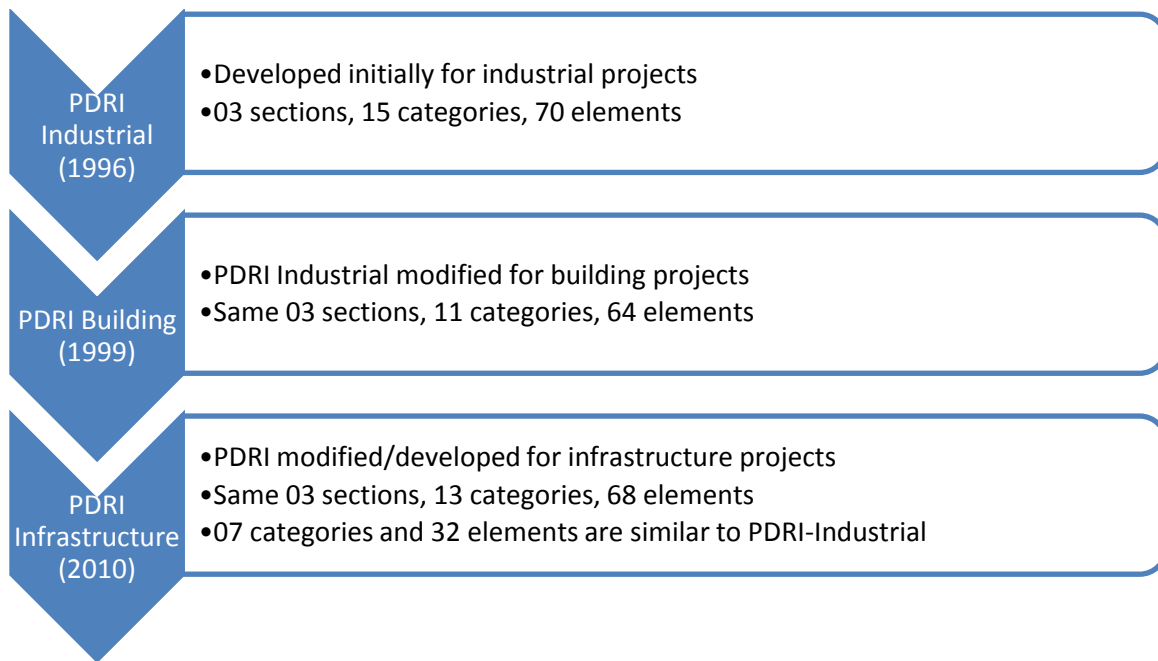 PDRI
Industrial
(1996)
•Developed initially for industrial projects
•03 sections, 15 categories, 70 elements
PDRI Building
(1999)
•PDRI Industrial modified for building projects
•Same 03 sections, 11 categories, 64 elements
PDRI
Infrastructure
(2010)
•PDRI modified/developed for infrastructure projects
•Same 03 sections, 13 categories, 68 elements
•07 categories and 32 elements are similar to PDRI-Industrial